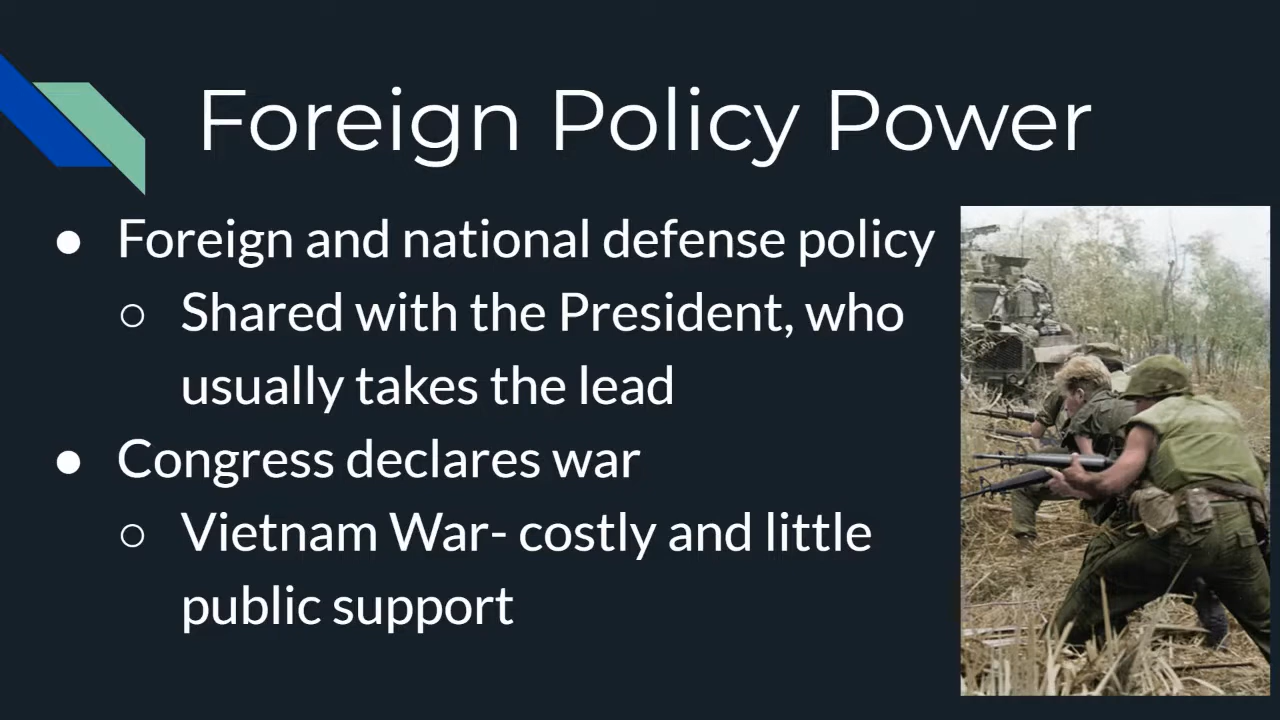 Foreign Policy Power
● Foreign and national defense policy
○ Shared with the President, who
usually takes the lead
● Congress declares war
○ Vietnam War- costly and little
public support